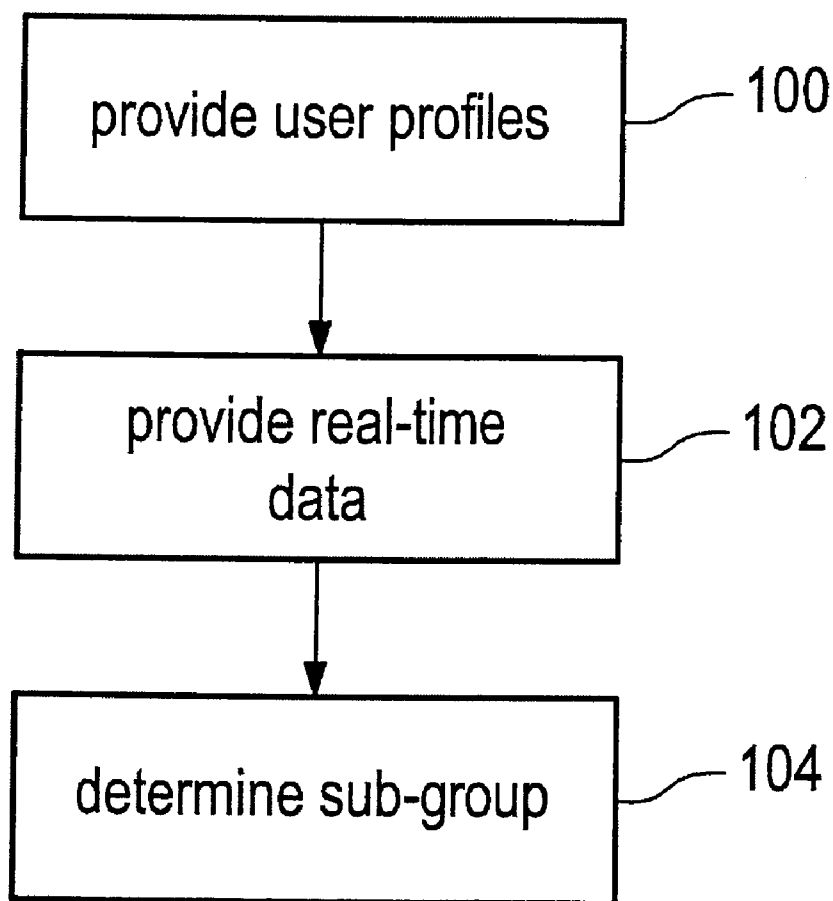 provide user profiles
100
provide real-time
data
102
determine sub-group
104